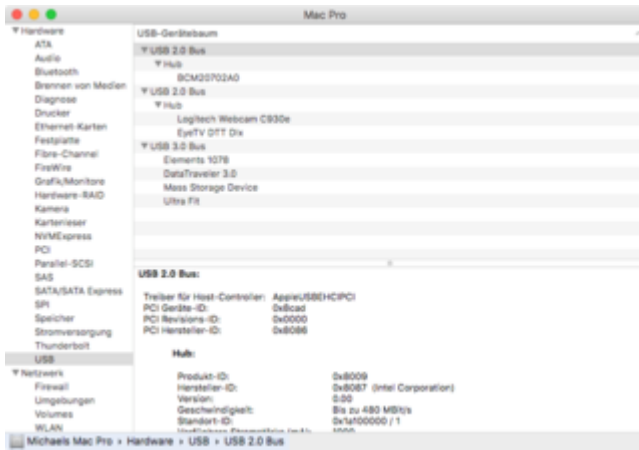 Mac Pro
▼ Hardware
ATA
Audio
Bluetooth
Brennen von Medien
Diagnose
Drucker
Ethernet-Karten
Festplatte
Fibre-Channel
FireWire
Grafik/Monitore
Hardware-RAID
Kamera
Kartenleser
NVMExpress
PCI
Parallel-SCSI
SAS
SATA/SATA Express
SPI
Speicher
Stromversorgung
Thunderbolt
USB
▼ Netzwerk
Firewall
Umgebungen
Volumes
WLAN
USB-Gerätebaum
▼ USB 2.0 Bus
▼ Hub
BCM20702A0
▼ USB 2.0 Bus
▼ Hub
Logitech Webcam C930e
EyeTV DTT Dlx
▼ USB 3.0 Bus
Elements 1078
DataTraveler 3.0
Mass Storage Device
Ultra Fit
USB 2.0 Bus:
Treiber für Host-Controller: AppleUSBEHCIPCI
PCI Geräte-ID: 0x8cad
PCI Revisions-ID: 0x0000
PCI Hersteller-ID: 0x8086
Hub:
Produkt-ID: 0x8009
Hersteller-ID: 0x8087 (Intel Corporation)
Version: 0.00
Geschwindigkeit: Bis zu 480 MBit/s
Standort-ID: 0x1a100000 / 1
Michaels Mac Pro › Hardware › USB › USB 2.0 Bus